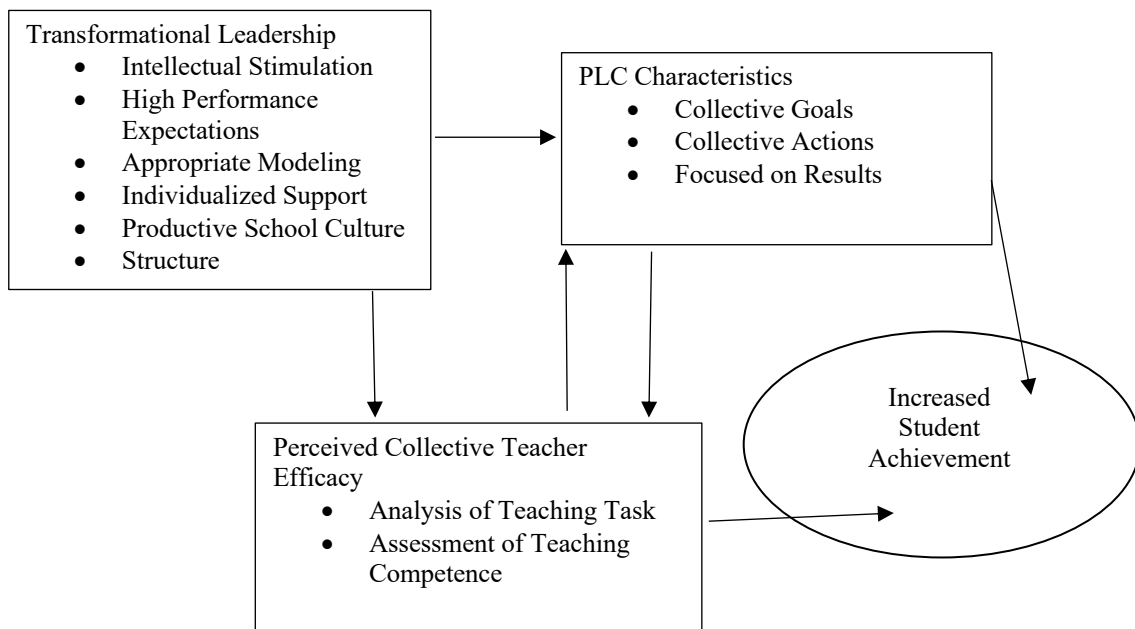 Transformational Leadership
• Intellectual Stimulation
• High Performance
Expectations
• Appropriate Modeling
• Individualized Support
• Productive School Culture
• Structure
PLC Characteristics
• Collective Goals
• Collective Actions
• Focused on Results
Perceived Collective Teacher
Efficacy
• Analysis of Teaching Task
• Assessment of Teaching
Competence
Increased
Student
Achievement